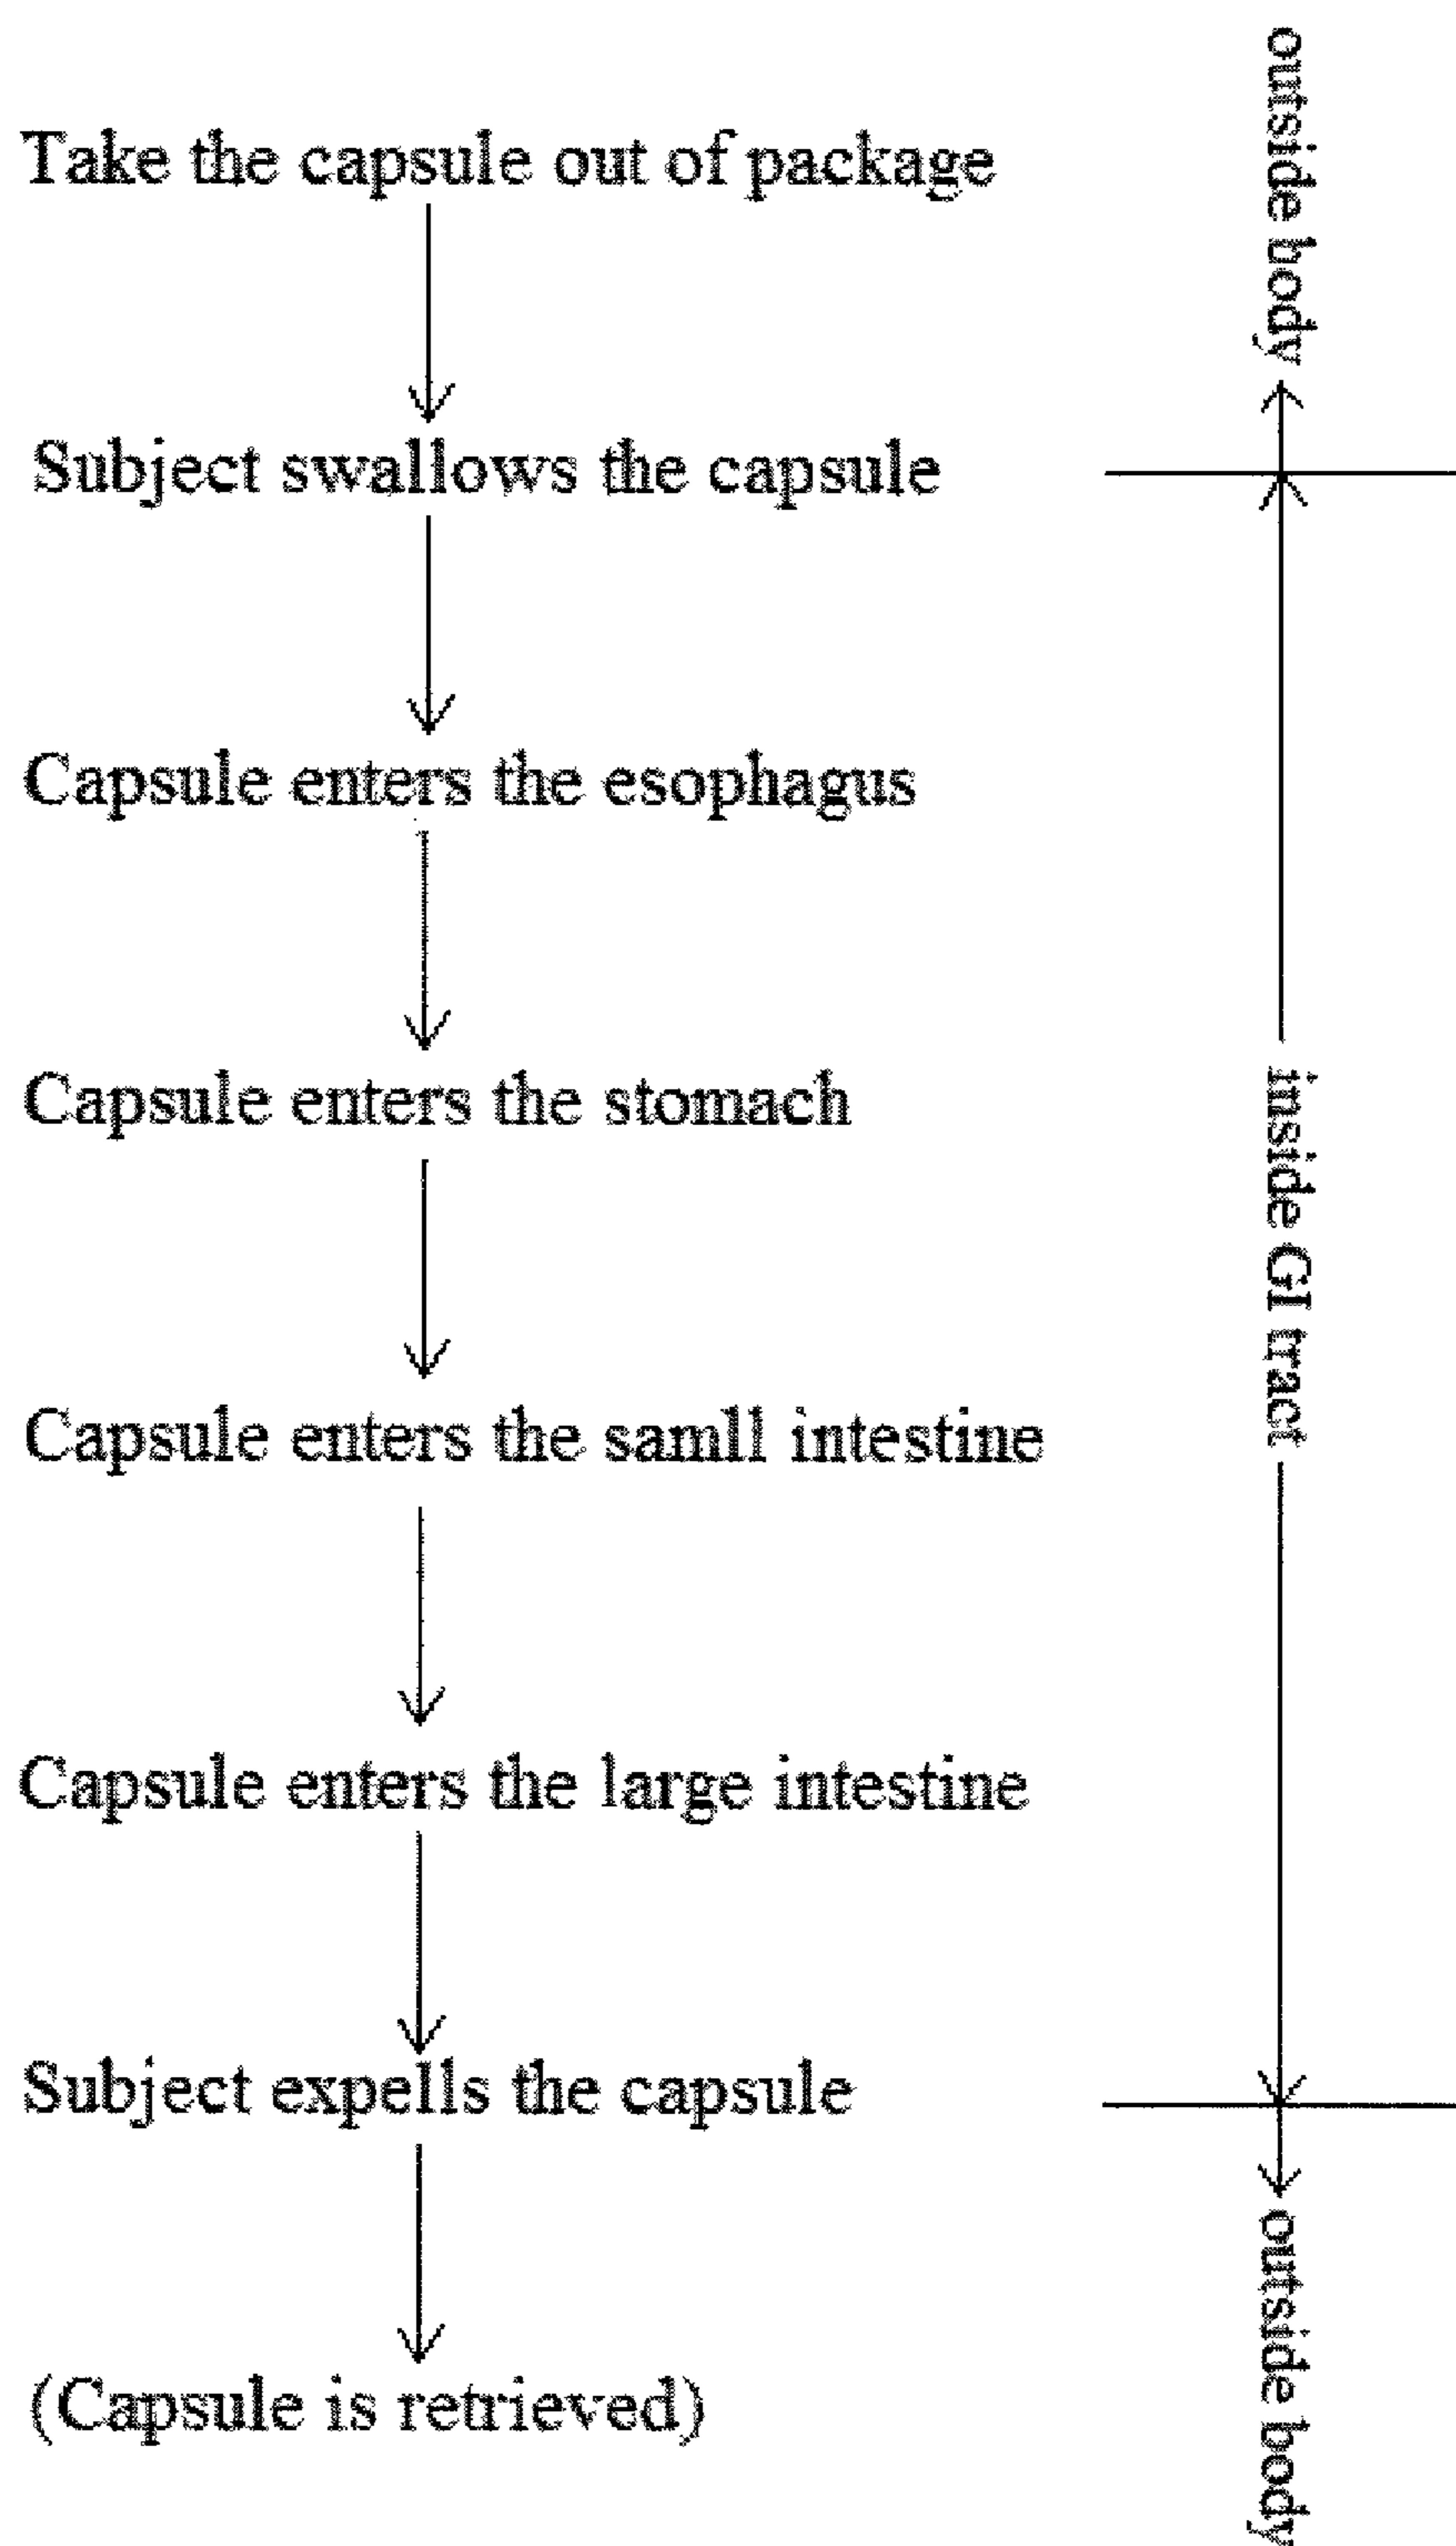 outside body
Take the capsule out of package
Subject swallows the capsule
Capsule enters the esophagus
Capsule enters the stomach
inside GI tract
Capsule enters the samll intestine
Capsule enters the large intestine
Subject expells the capsule
outside body
(Capsule is retrieved)